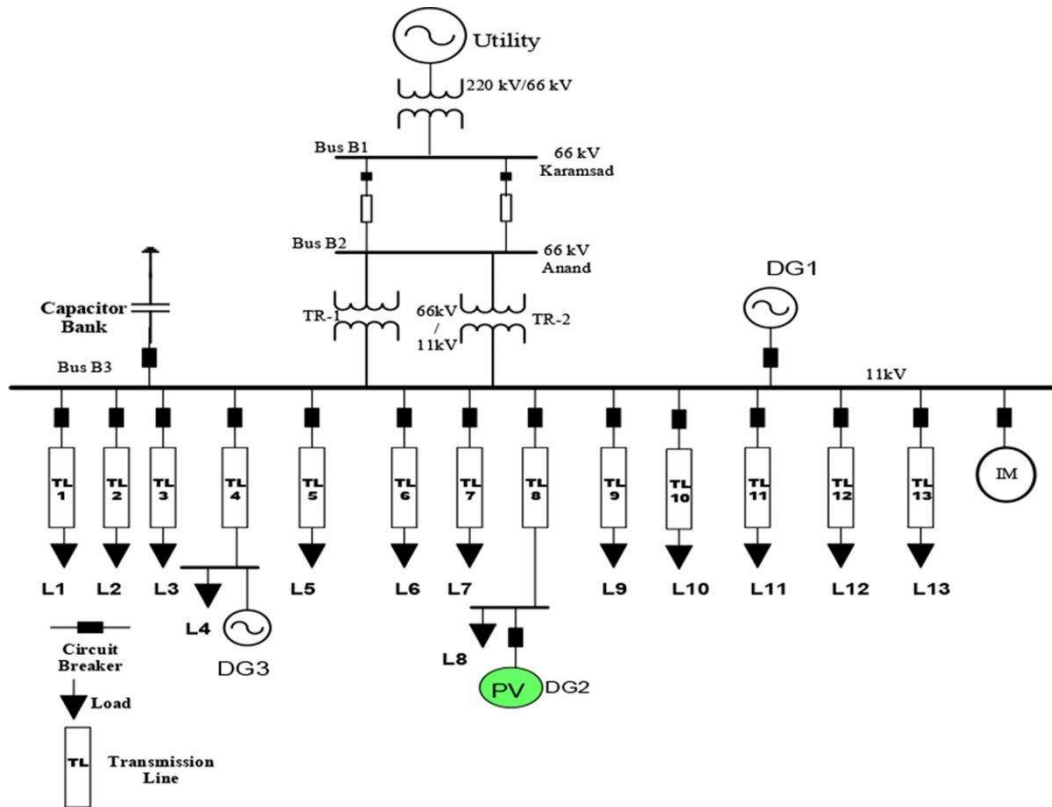 Utility
220 kV/66 kV
Bus B1
66 kV
Karamsad
Bus B2
66 kV
Anand
DG1
Capacitor
Bank
TR-1
66kV
/
11kV
TR-2
Bus B3
11kV
TL
1
TL
2
TL
3
TL
4
TL
5
TL
6
TL
7
TL
8
TL
9
TL
10
TL
11
TL
12
TL
13
IM
L1
L2
L3
L4
L5
L6
L7
L8
L9
L10
L11
L12
L13
DG3
PV
DG2
Circuit
Breaker
Load
TL
Transmission
Line